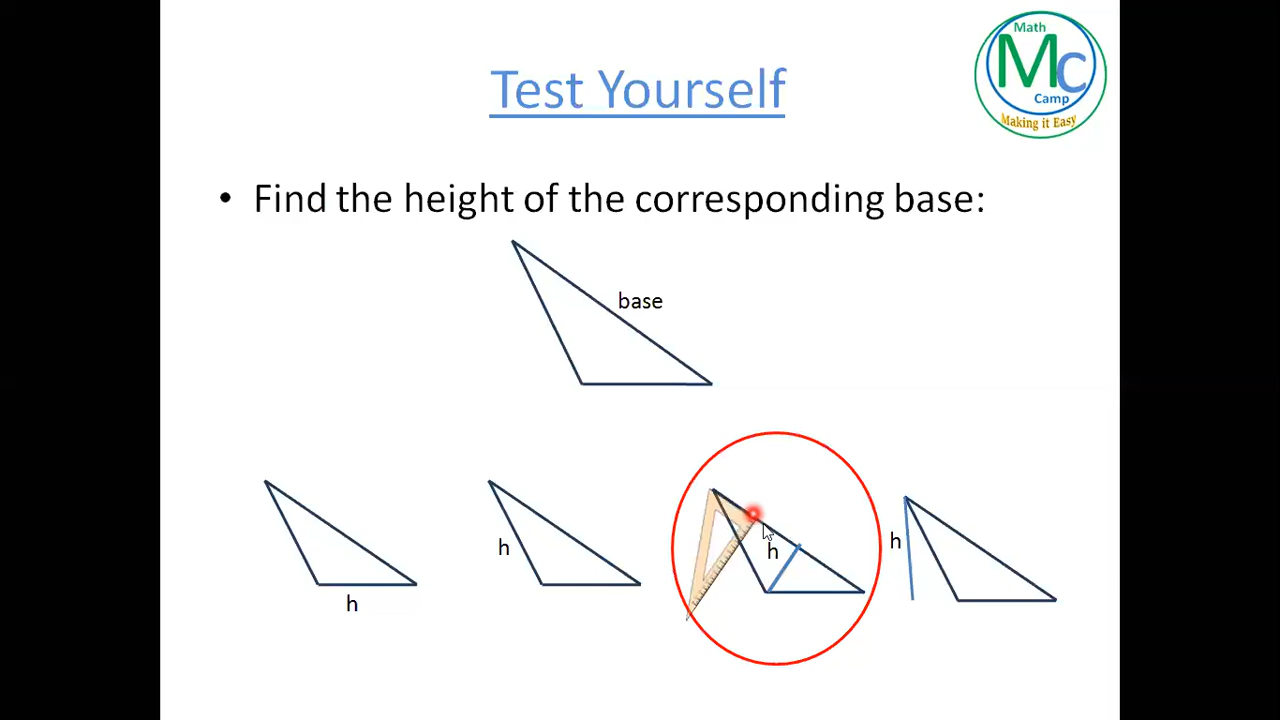 Math
MC
Camp
Making it Easy
Test Yourself
• Find the height of the corresponding base:
base
h
h
h
h